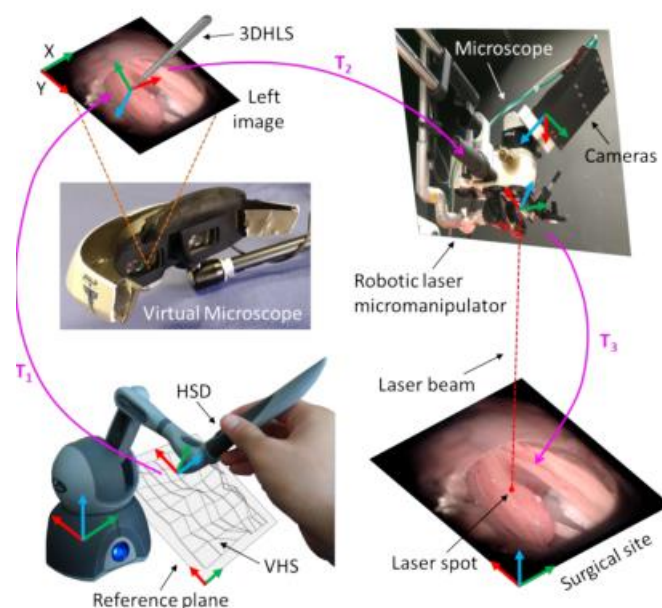 3DHLS
X
Y
Left
image
T2
Microscope
Cameras
Virtual Microscope
Robotic laser
micromanipulator
T1
T3
HSD
Laser beam
VHS
Reference plane
Laser spot
Surgical site